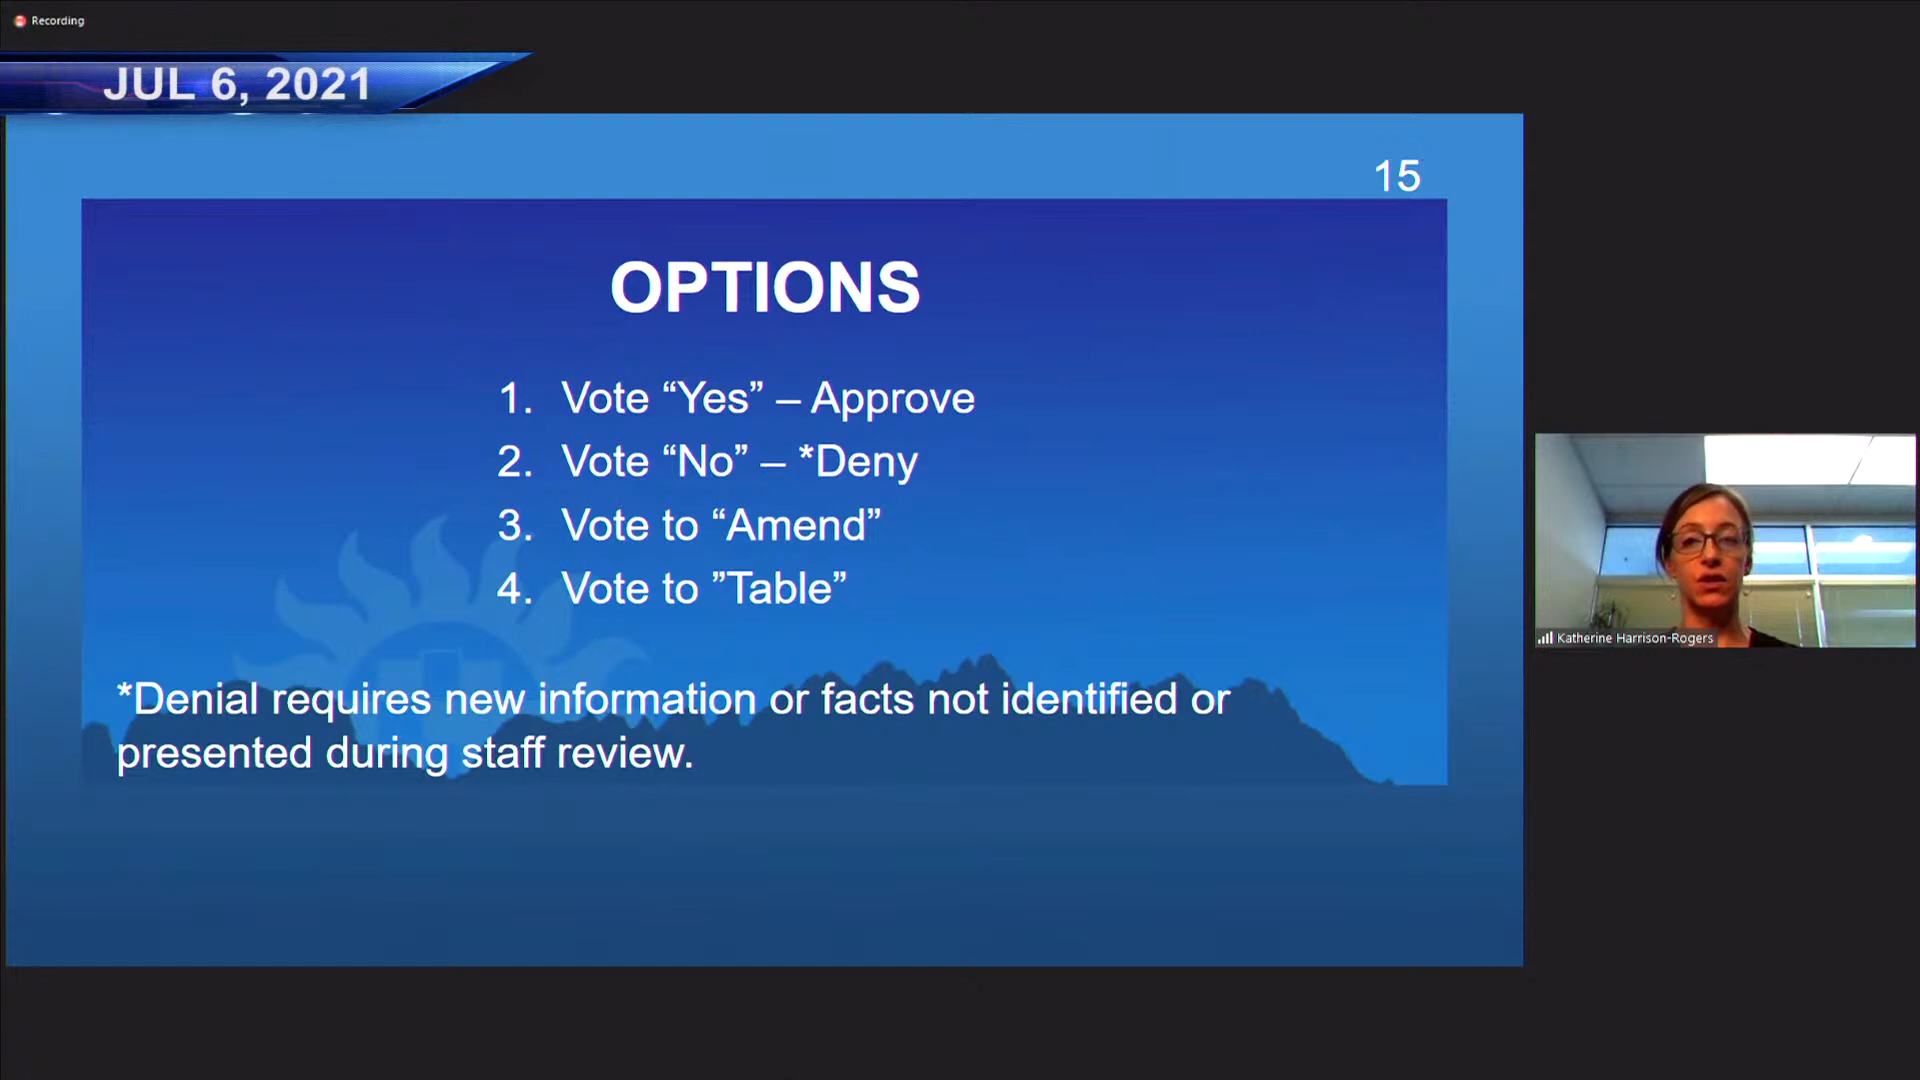 Recording
JUL 6, 2021
15
OPTIONS
1. Vote “Yes” – Approve
2. Vote “No” – *Deny
3. Vote to “Amend”
4. Vote to ”Table”
*Denial requires new information or facts not identified or
presented during staff review.
Katherine Harrison-Rogers